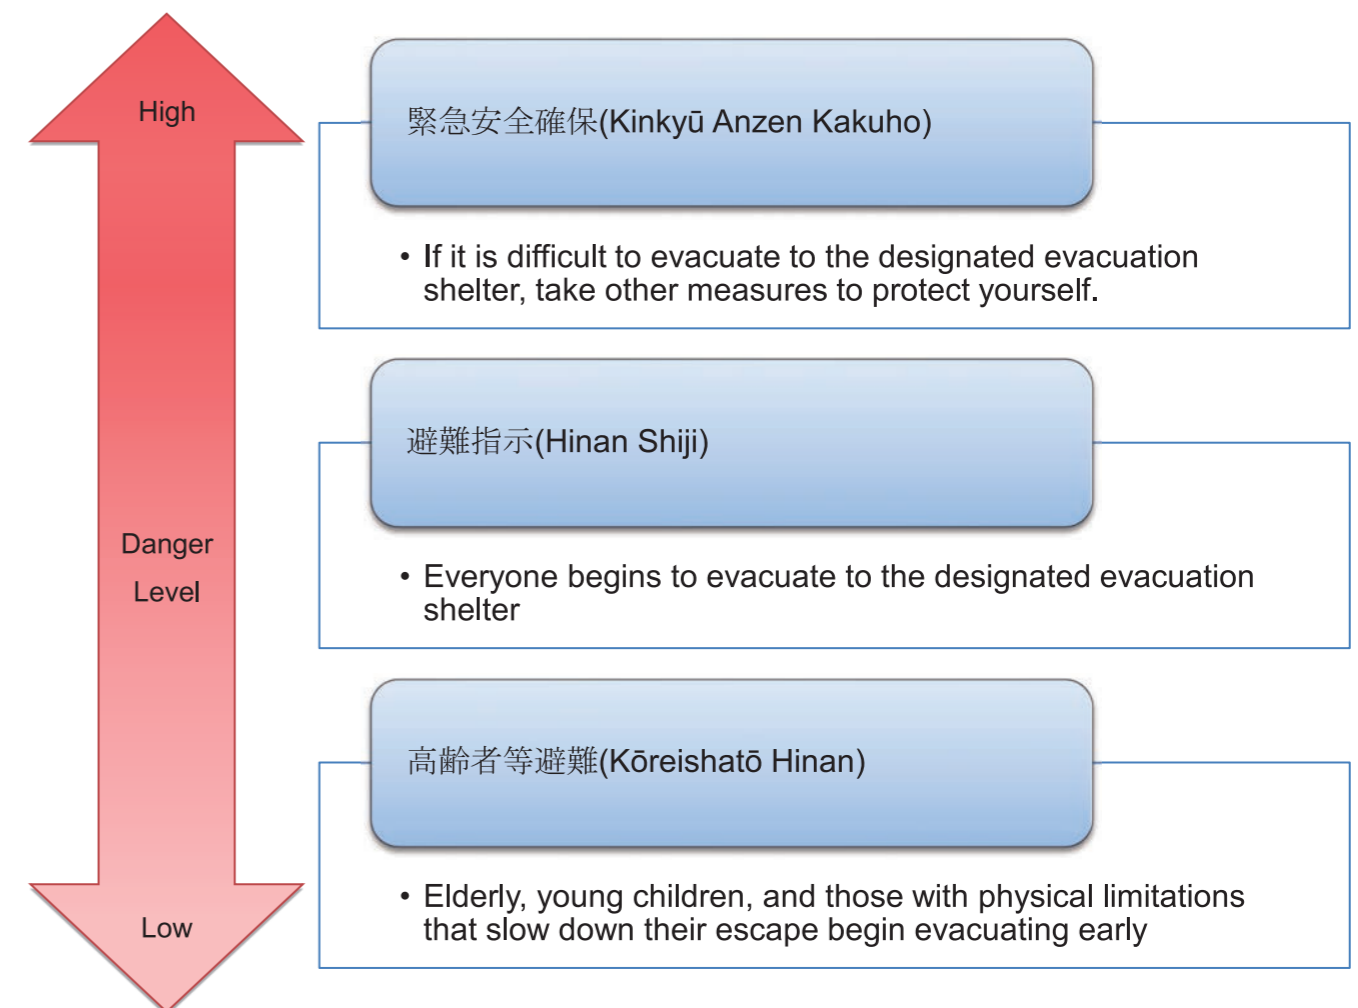 High
緊急安全確保(Kinkyū Anzen Kakuho)
• If it is difficult to evacuate to the designated evacuation
shelter, take other measures to protect yourself.
避難指示(Hinan Shiji)
Danger
Level
• Everyone begins to evacuate to the designated evacuation
shelter
高齢者等避難(Kōreishatō Hinan)
• Elderly, young children, and those with physical limitations
that slow down their escape begin evacuating early
Low